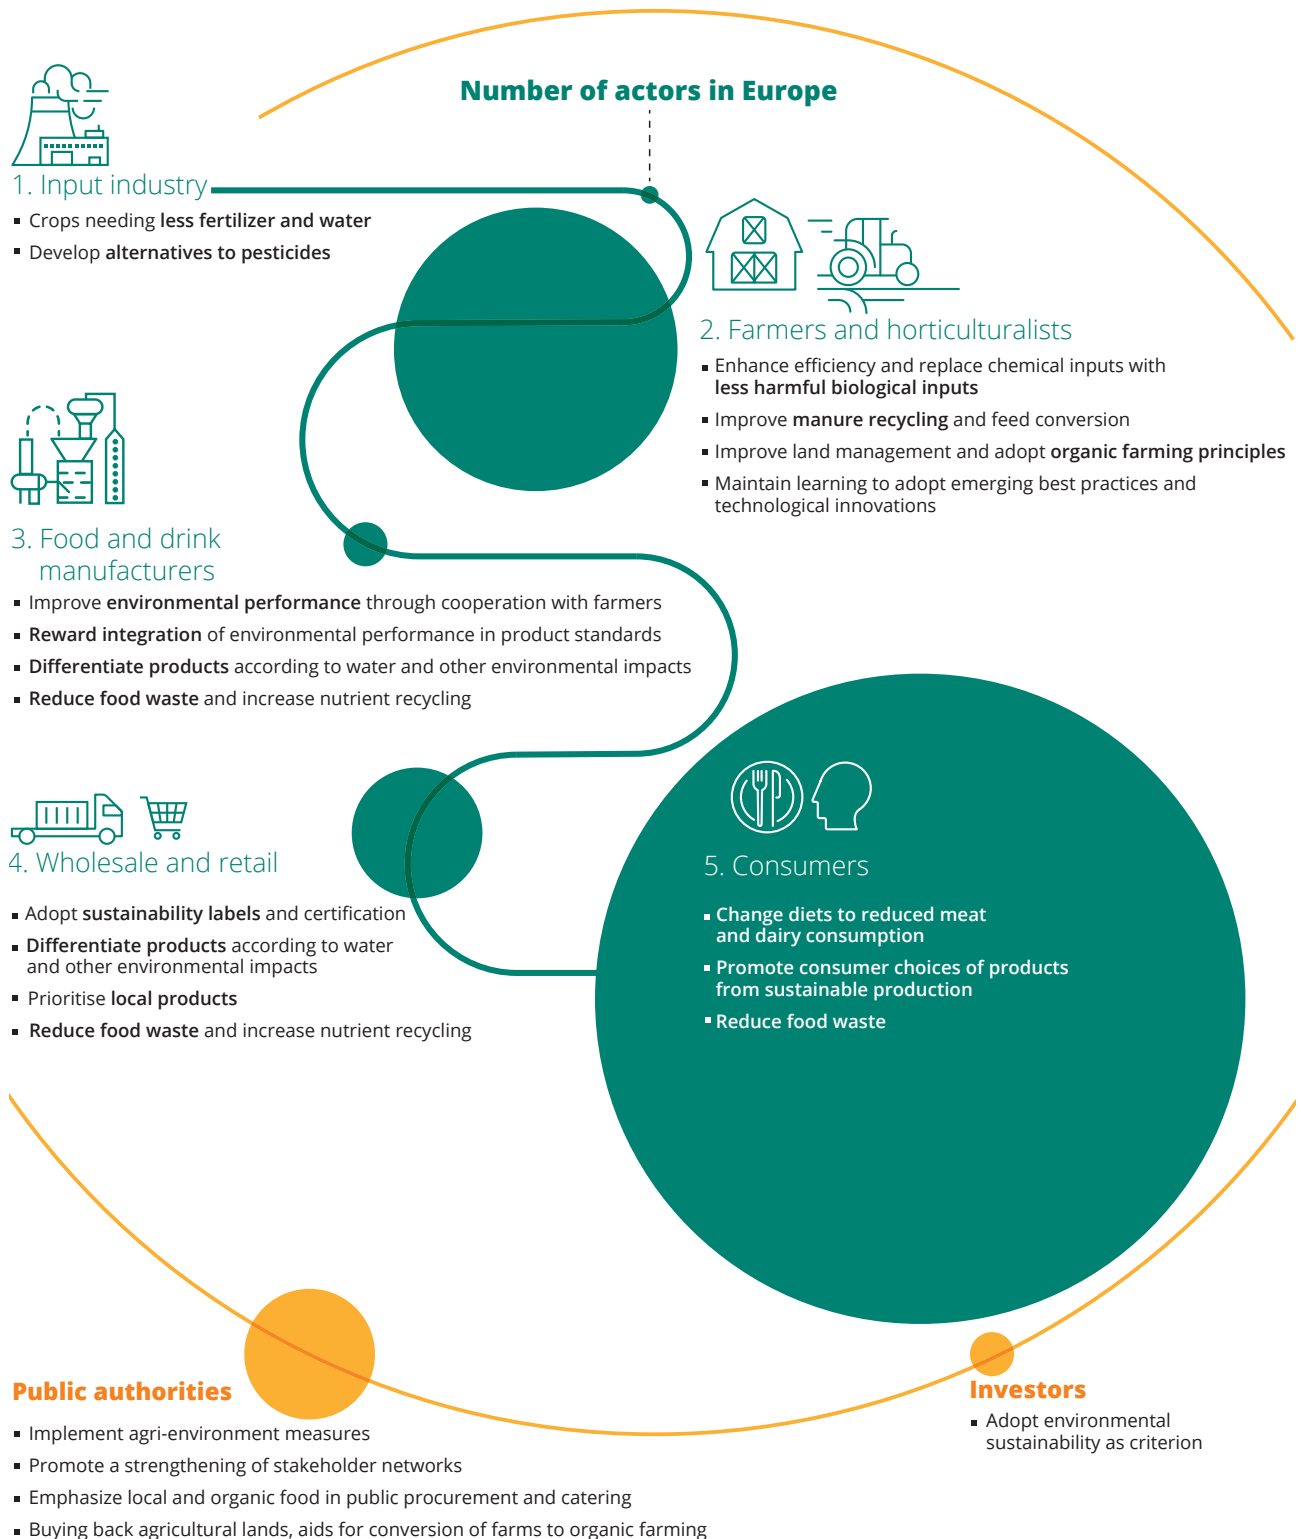 Number of actors in Europe
1. Input industry
▪ Crops needing less fertilizer and water
▪ Develop alternatives to pesticides
2. Farmers and horticulturalists
▪ Enhance efficiency and replace chemical inputs with
less harmful biological inputs
▪ Improve manure recycling and feed conversion
▪ Improve land management and adopt organic farming principles
▪ Maintain learning to adopt emerging best practices and
technological innovations
3. Food and drink
manufacturers
▪ Improve environmental performance through cooperation with farmers
▪ Reward integration of environmental performance in product standards
▪ Differentiate products according to water and other environmental impacts
▪ Reduce food waste and increase nutrient recycling
4. Wholesale and retail
▪ Adopt sustainability labels and certification
▪ Differentiate products according to water
and other environmental impacts
▪ Prioritise local products
▪ Reduce food waste and increase nutrient recycling
5. Consumers
▪ Change diets to reduced meat
and dairy consumption
▪ Promote consumer choices of products
from sustainable production
▪ Reduce food waste
Public authorities
▪ Implement agri-environment measures
▪ Promote a strengthening of stakeholder networks
▪ Emphasize local and organic food in public procurement and catering
▪ Buying back agricultural lands, aids for conversion of farms to organic farming
Investors
▪ Adopt environmental
sustainability as criterion